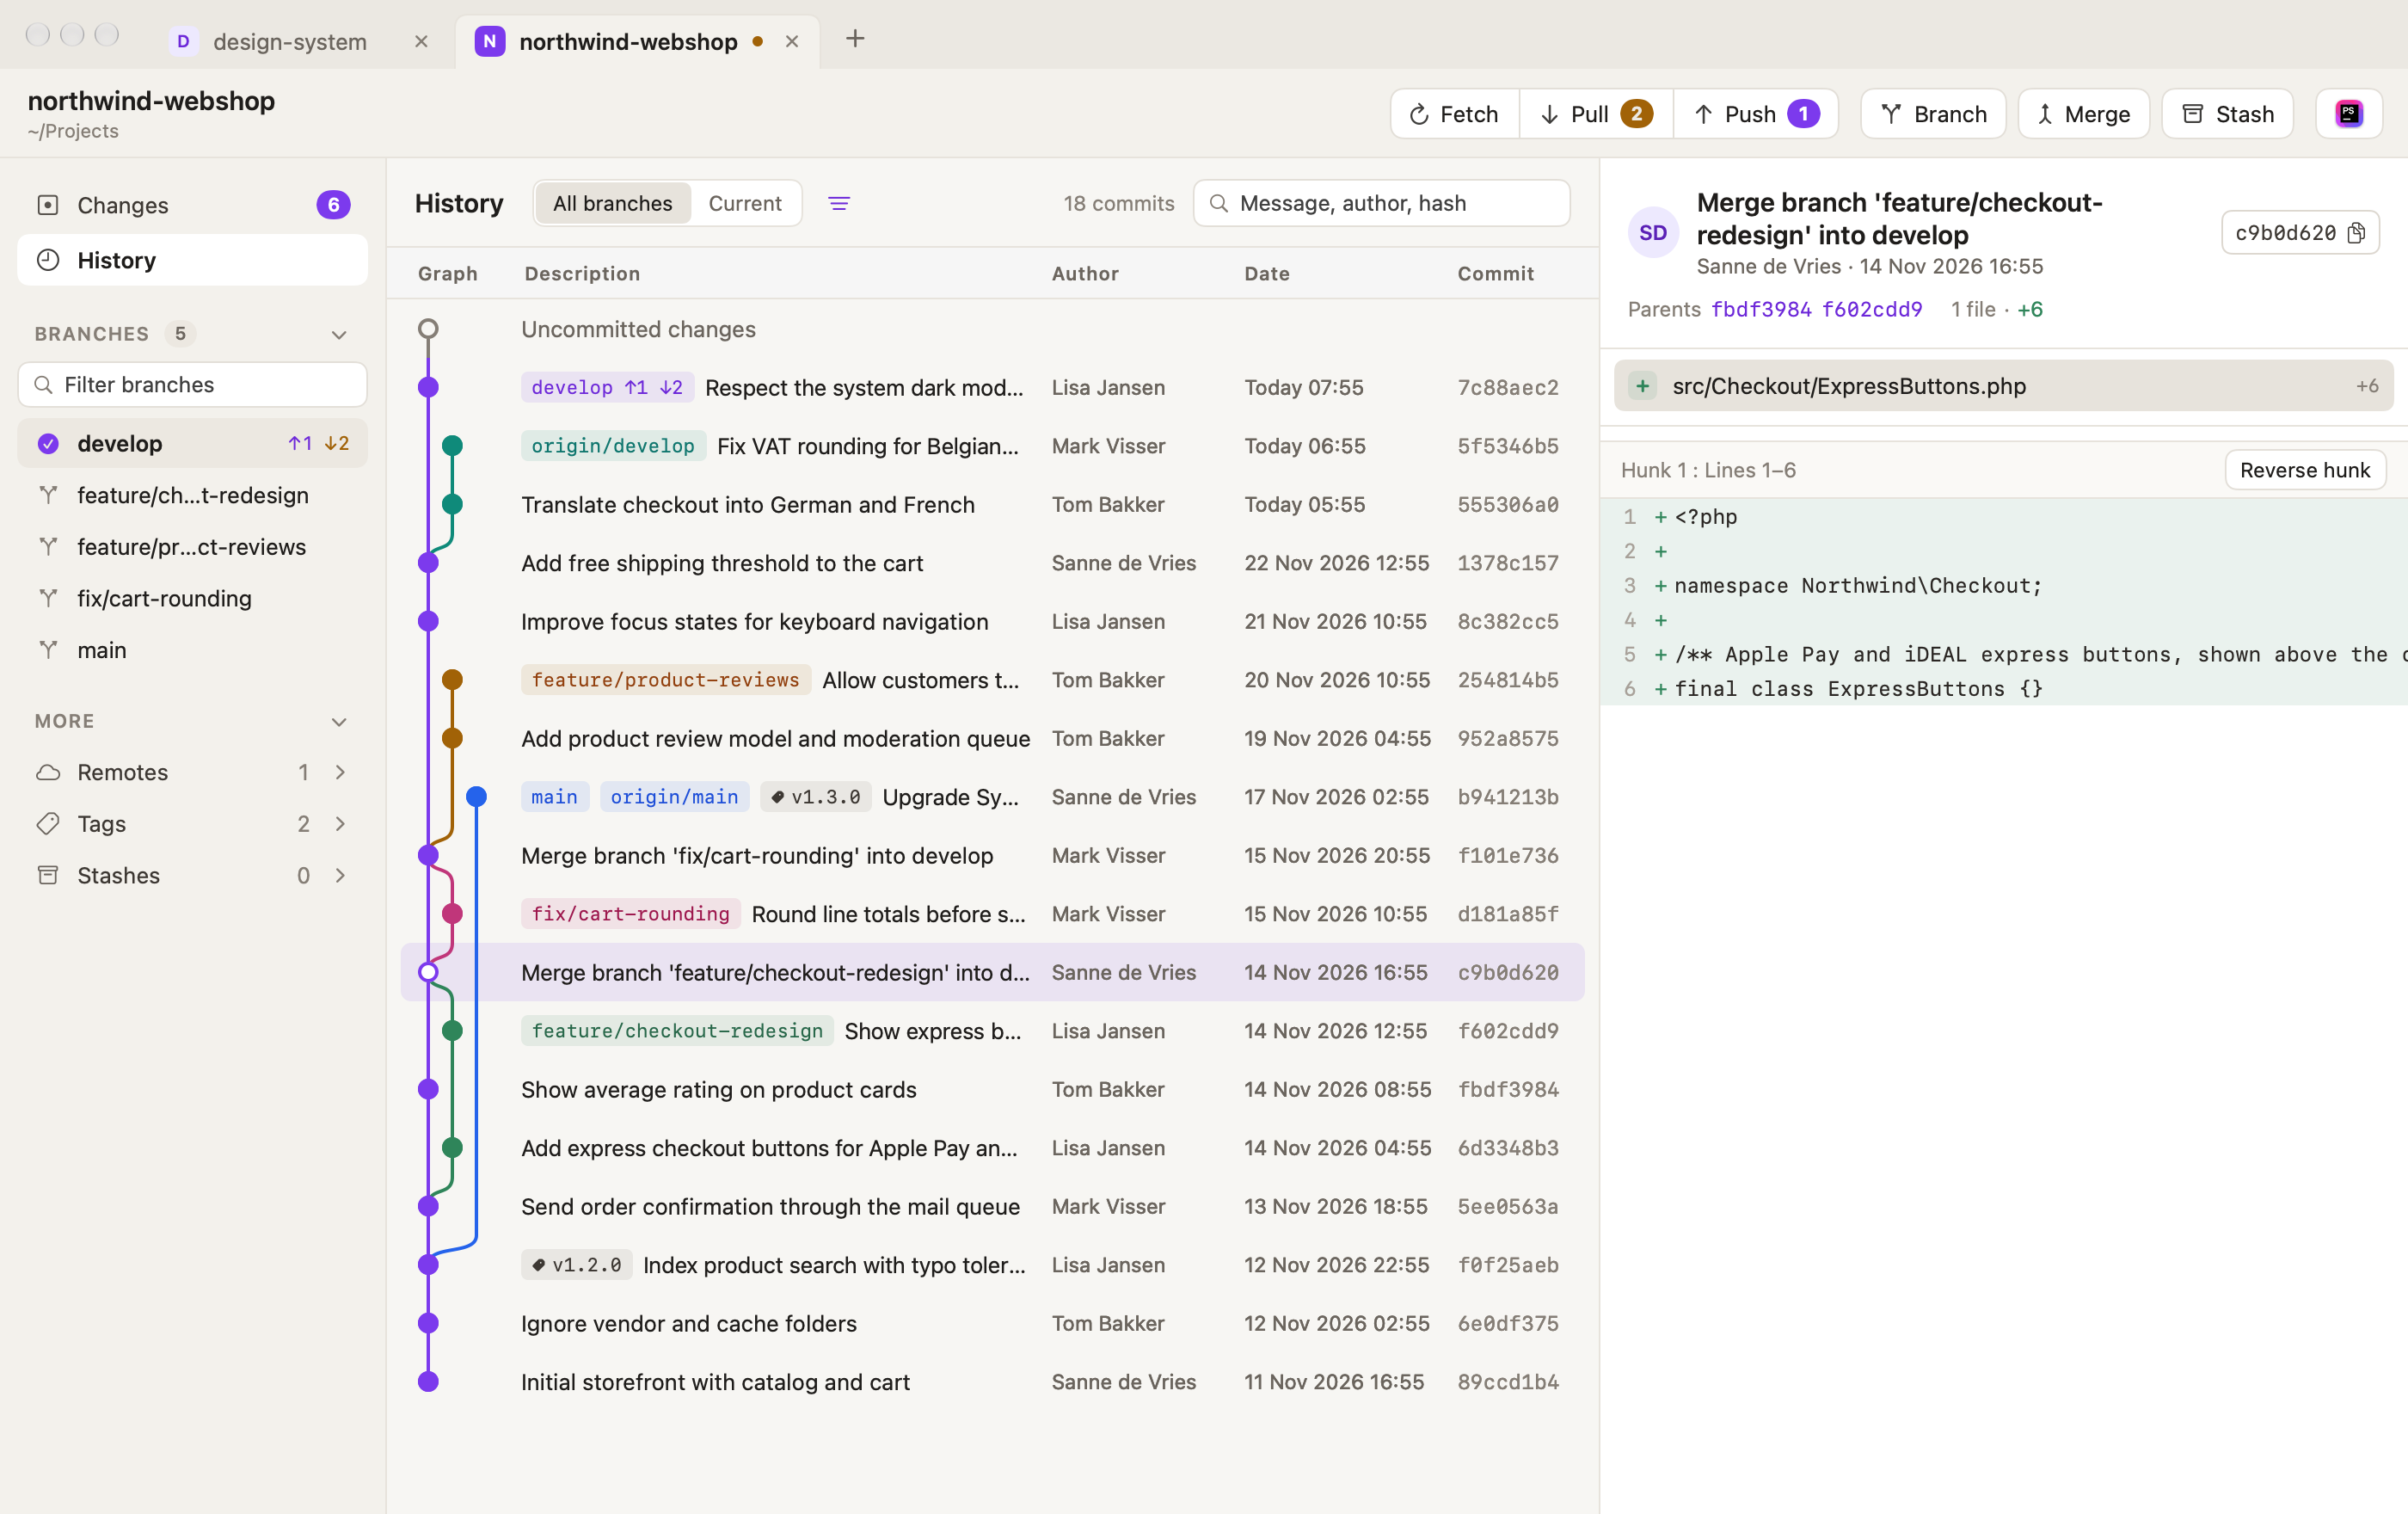 D design-system
N northwind-webshop
northwind-webshop
~/Projects
Fetch
Pull 2
Push 1
Branch
Merge
Stash
PS
Changes 6
History
BRANCHES 5
Filter branches
develop ↑1 ↓2
feature/ch...t-redesign
feature/pr...ct-reviews
fix/cart-rounding
main
MORE
Remotes 1
Tags 2
Stashes 0
History
All branches Current
18 commits
Message, author, hash
Graph Description Author Date Commit
Uncommitted changes
develop ↑1 ↓2 Respect the system dark mod... Lisa Jansen Today 07:55 7c88aec2
origin/develop Fix VAT rounding for Belgian... Mark Visser Today 06:55 5f5346b5
Translate checkout into German and French Tom Bakker Today 05:55 555306a0
Add free shipping threshold to the cart Sanne de Vries 22 Nov 2026 12:55 1378c157
Improve focus states for keyboard navigation Lisa Jansen 21 Nov 2026 10:55 8c382cc5
feature/product-reviews Allow customers t... Tom Bakker 20 Nov 2026 10:55 254814b5
Add product review model and moderation queue Tom Bakker 19 Nov 2026 04:55 952a8575
main origin/main v1.3.0 Upgrade Sy... Sanne de Vries 17 Nov 2026 02:55 b941213b
Merge branch 'fix/cart-rounding' into develop Mark Visser 15 Nov 2026 20:55 f101e736
fix/cart-rounding Round line totals before s... Mark Visser 15 Nov 2026 10:55 d181a85f
Merge branch 'feature/checkout-redesign' into d... Sanne de Vries 14 Nov 2026 16:55 c9b0d620
feature/checkout-redesign Show express b... Lisa Jansen 14 Nov 2026 12:55 f602cdd9
Show average rating on product cards Tom Bakker 14 Nov 2026 08:55 fbdf3984
Add express checkout buttons for Apple Pay an... Lisa Jansen 14 Nov 2026 04:55 6d3348b3
Send order confirmation through the mail queue Mark Visser 13 Nov 2026 18:55 5ee0563a
v1.2.0 Index product search with typo toler... Lisa Jansen 12 Nov 2026 22:55 f0f25aeb
Ignore vendor and cache folders Tom Bakker 12 Nov 2026 02:55 6e0df375
Initial storefront with catalog and cart Sanne de Vries 11 Nov 2026 16:55 89ccd1b4
SD
Merge branch 'feature/checkout-
redesign' into develop
Sanne de Vries · 14 Nov 2026 16:55
c9b0d620
Parents fbdf3984 f602cdd9 1 file · +6
+ src/Checkout/ExpressButtons.php +6
Hunk 1 : Lines 1–6
Reverse hunk
1 + <?php
2 +
3 + namespace Northwind\Checkout;
4 +
5 + /** Apple Pay and iDEAL express buttons, shown above the
6 + final class ExpressButtons {}